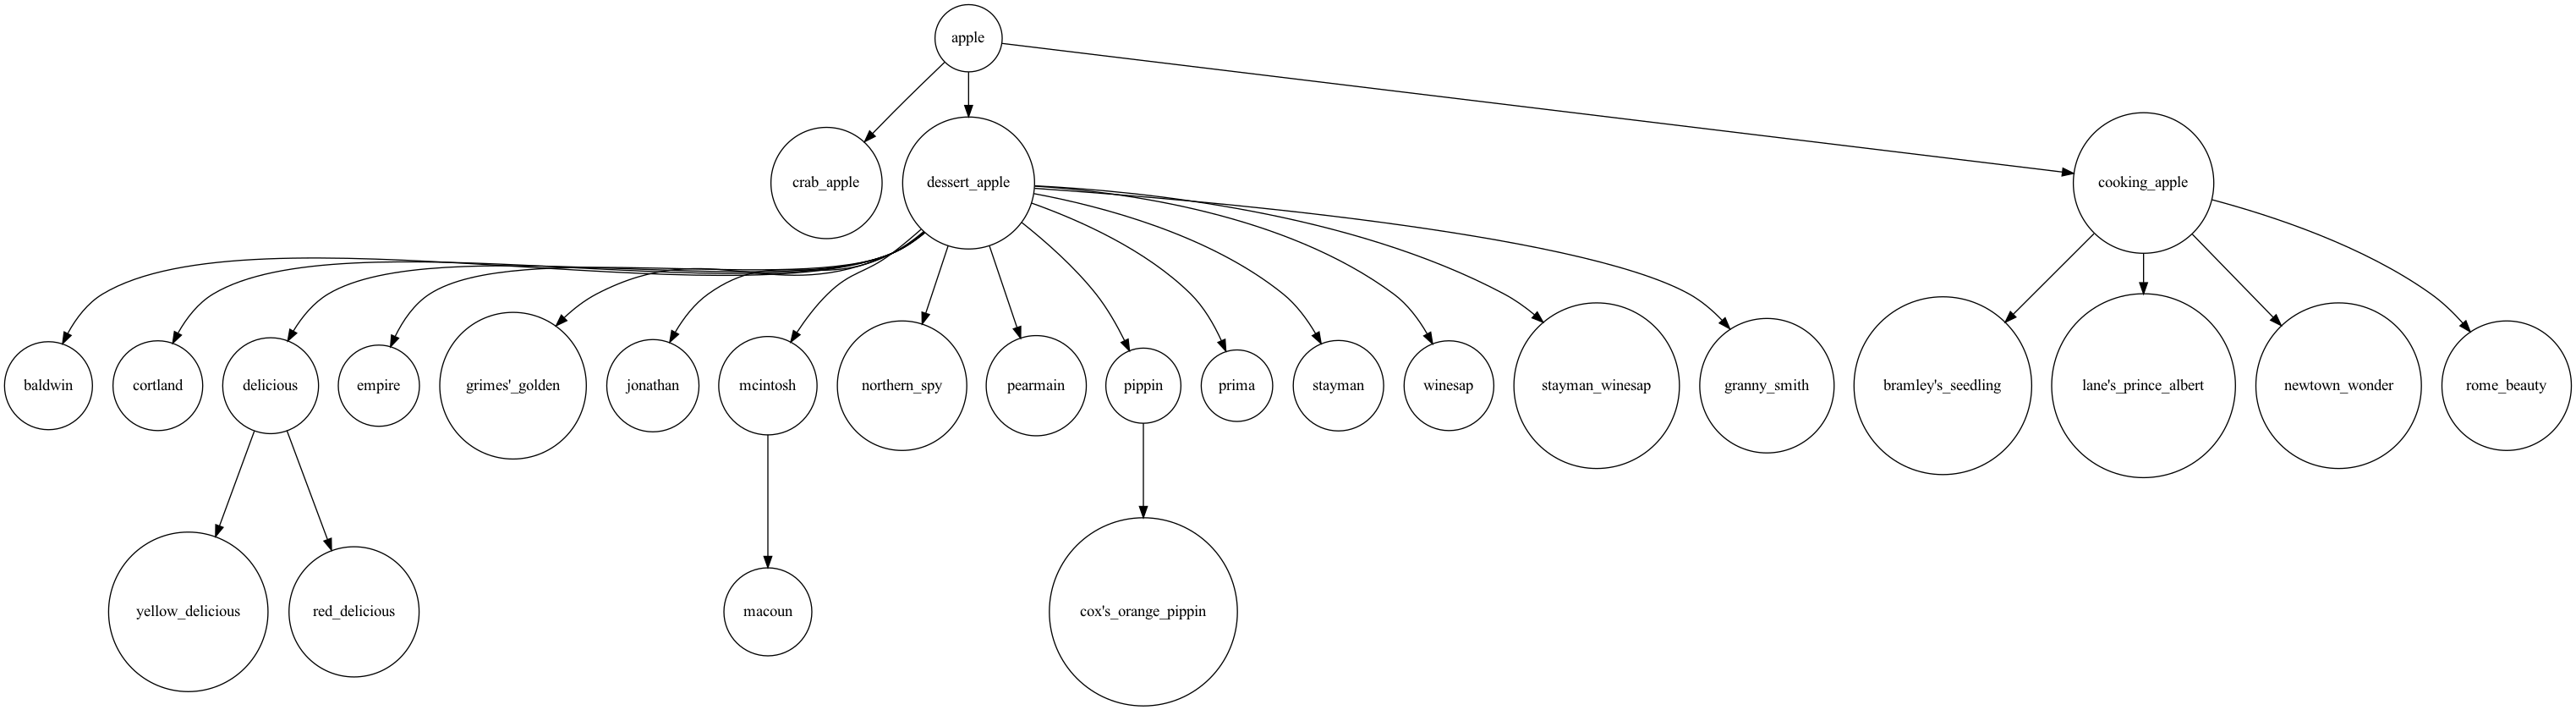 apple
crab_apple
dessert_apple
cooking_apple
baldwin
cortland
delicious
empire
grimes'_golden
jonathan
mcintosh
northern_spy
pearmain
pippin
prima
stayman
winesap
stayman_winesap
granny_smith
bramley's_seedling
lane's_prince_albert
newtown_wonder
rome_beauty
yellow_delicious
red_delicious
macoun
cox's_orange_pippin